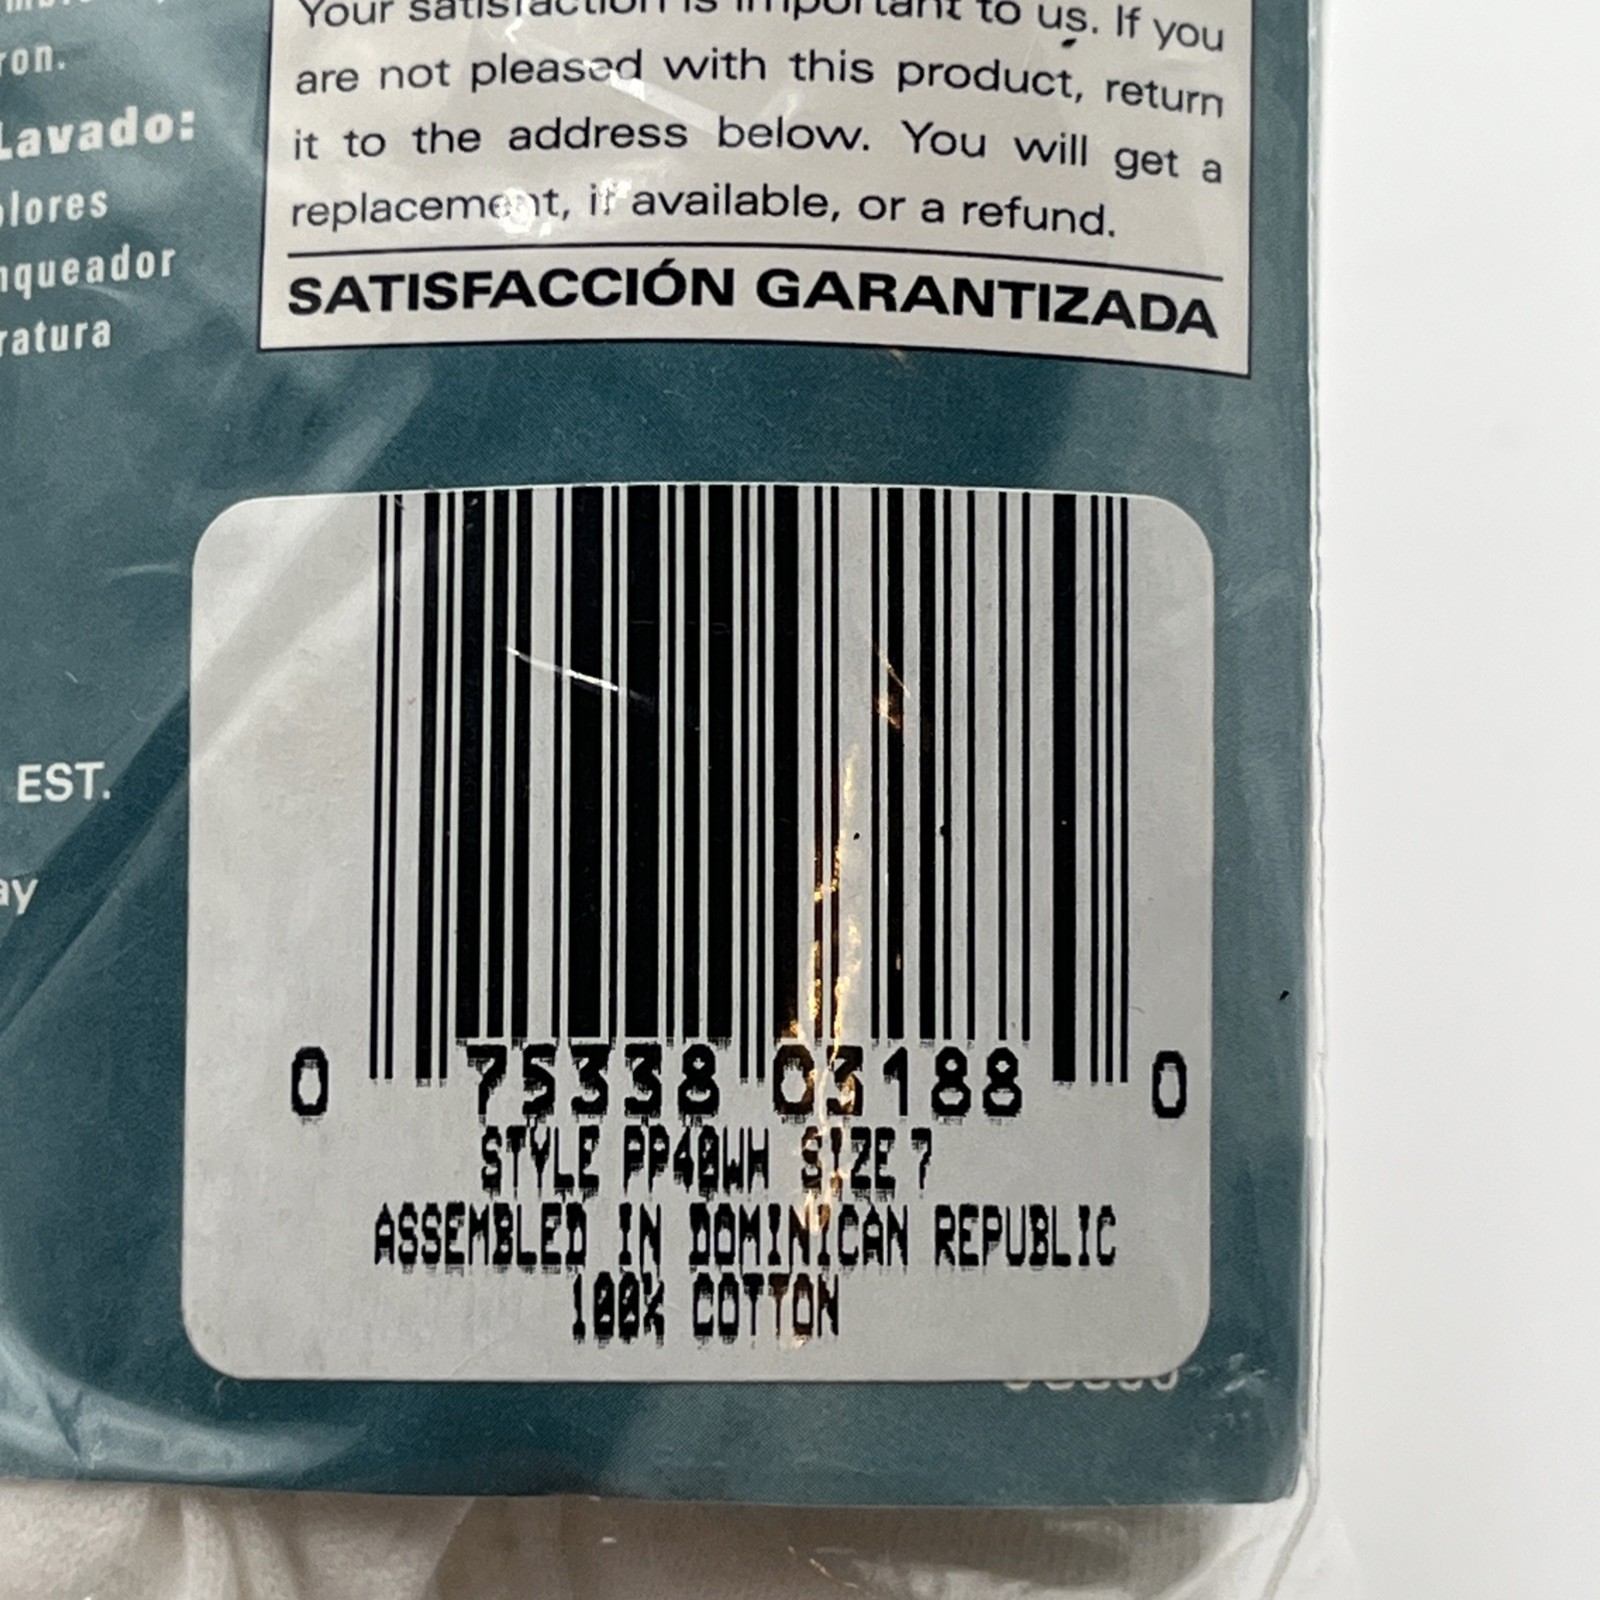 ron.
Lavado:
lores
nqueador
ratura
Your satisfaction is important to us. If you
are not pleased with this product, return
it to the address below. You will get a
replacement, if available, or a refund.
SATISFACCIÓN GARANTIZADA
EST.
ay
0 75338 03188 0
STYLE PP40WH SIZE 7
ASSEMBLED IN DOMINICAN REPUBLIC
100% COTTON